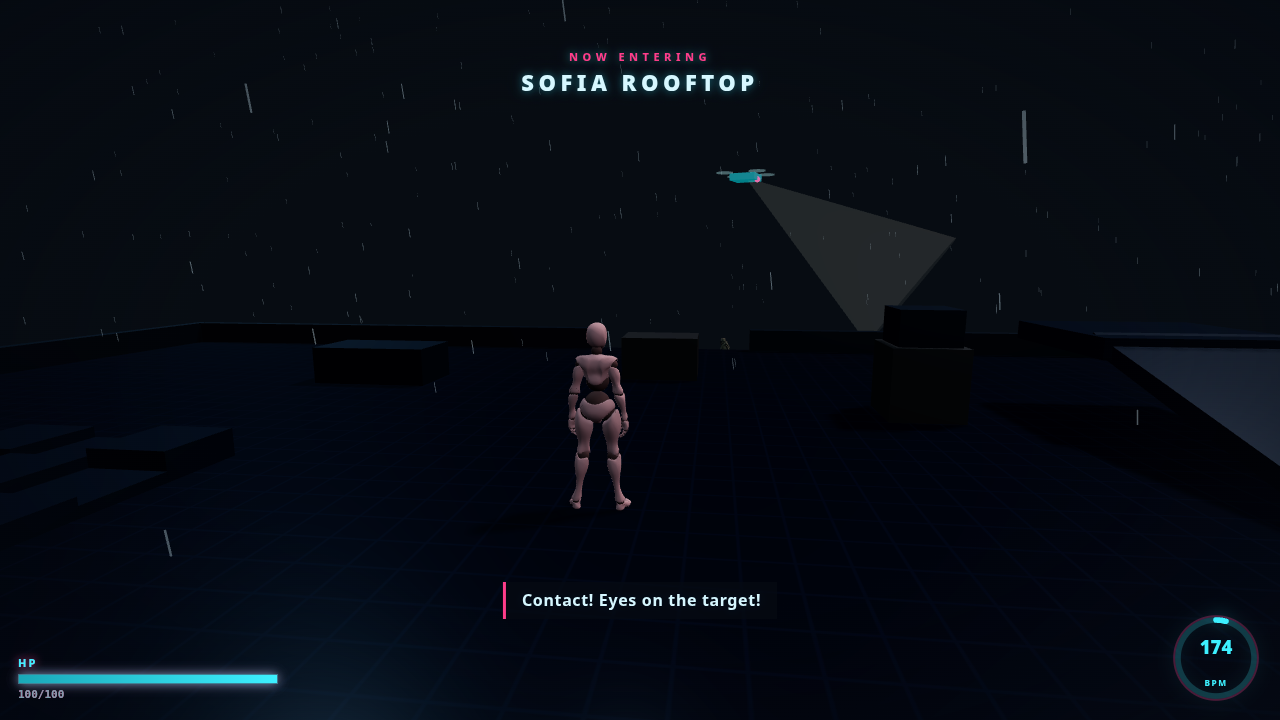 NOW ENTERING
SOFIA ROOFTOP
Contact! Eyes on the target!
HP
100/100
174
BPM